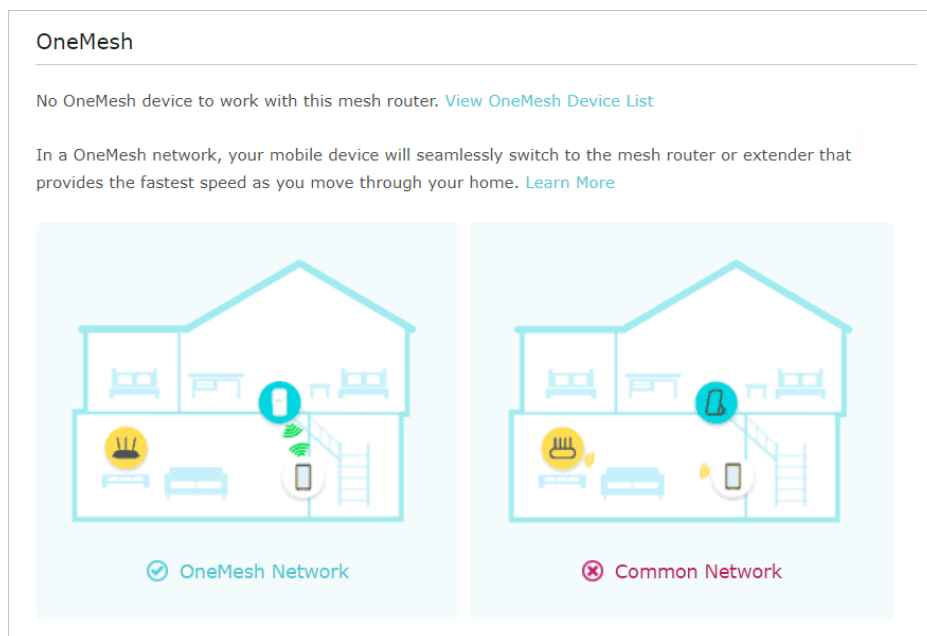 OneMesh
No OneMesh device to work with this mesh router. View OneMesh Device List
In a OneMesh network, your mobile device will seamlessly switch to the mesh router or extender that
provides the fastest speed as you move through your home. Learn More
OneMesh Network
Common Network